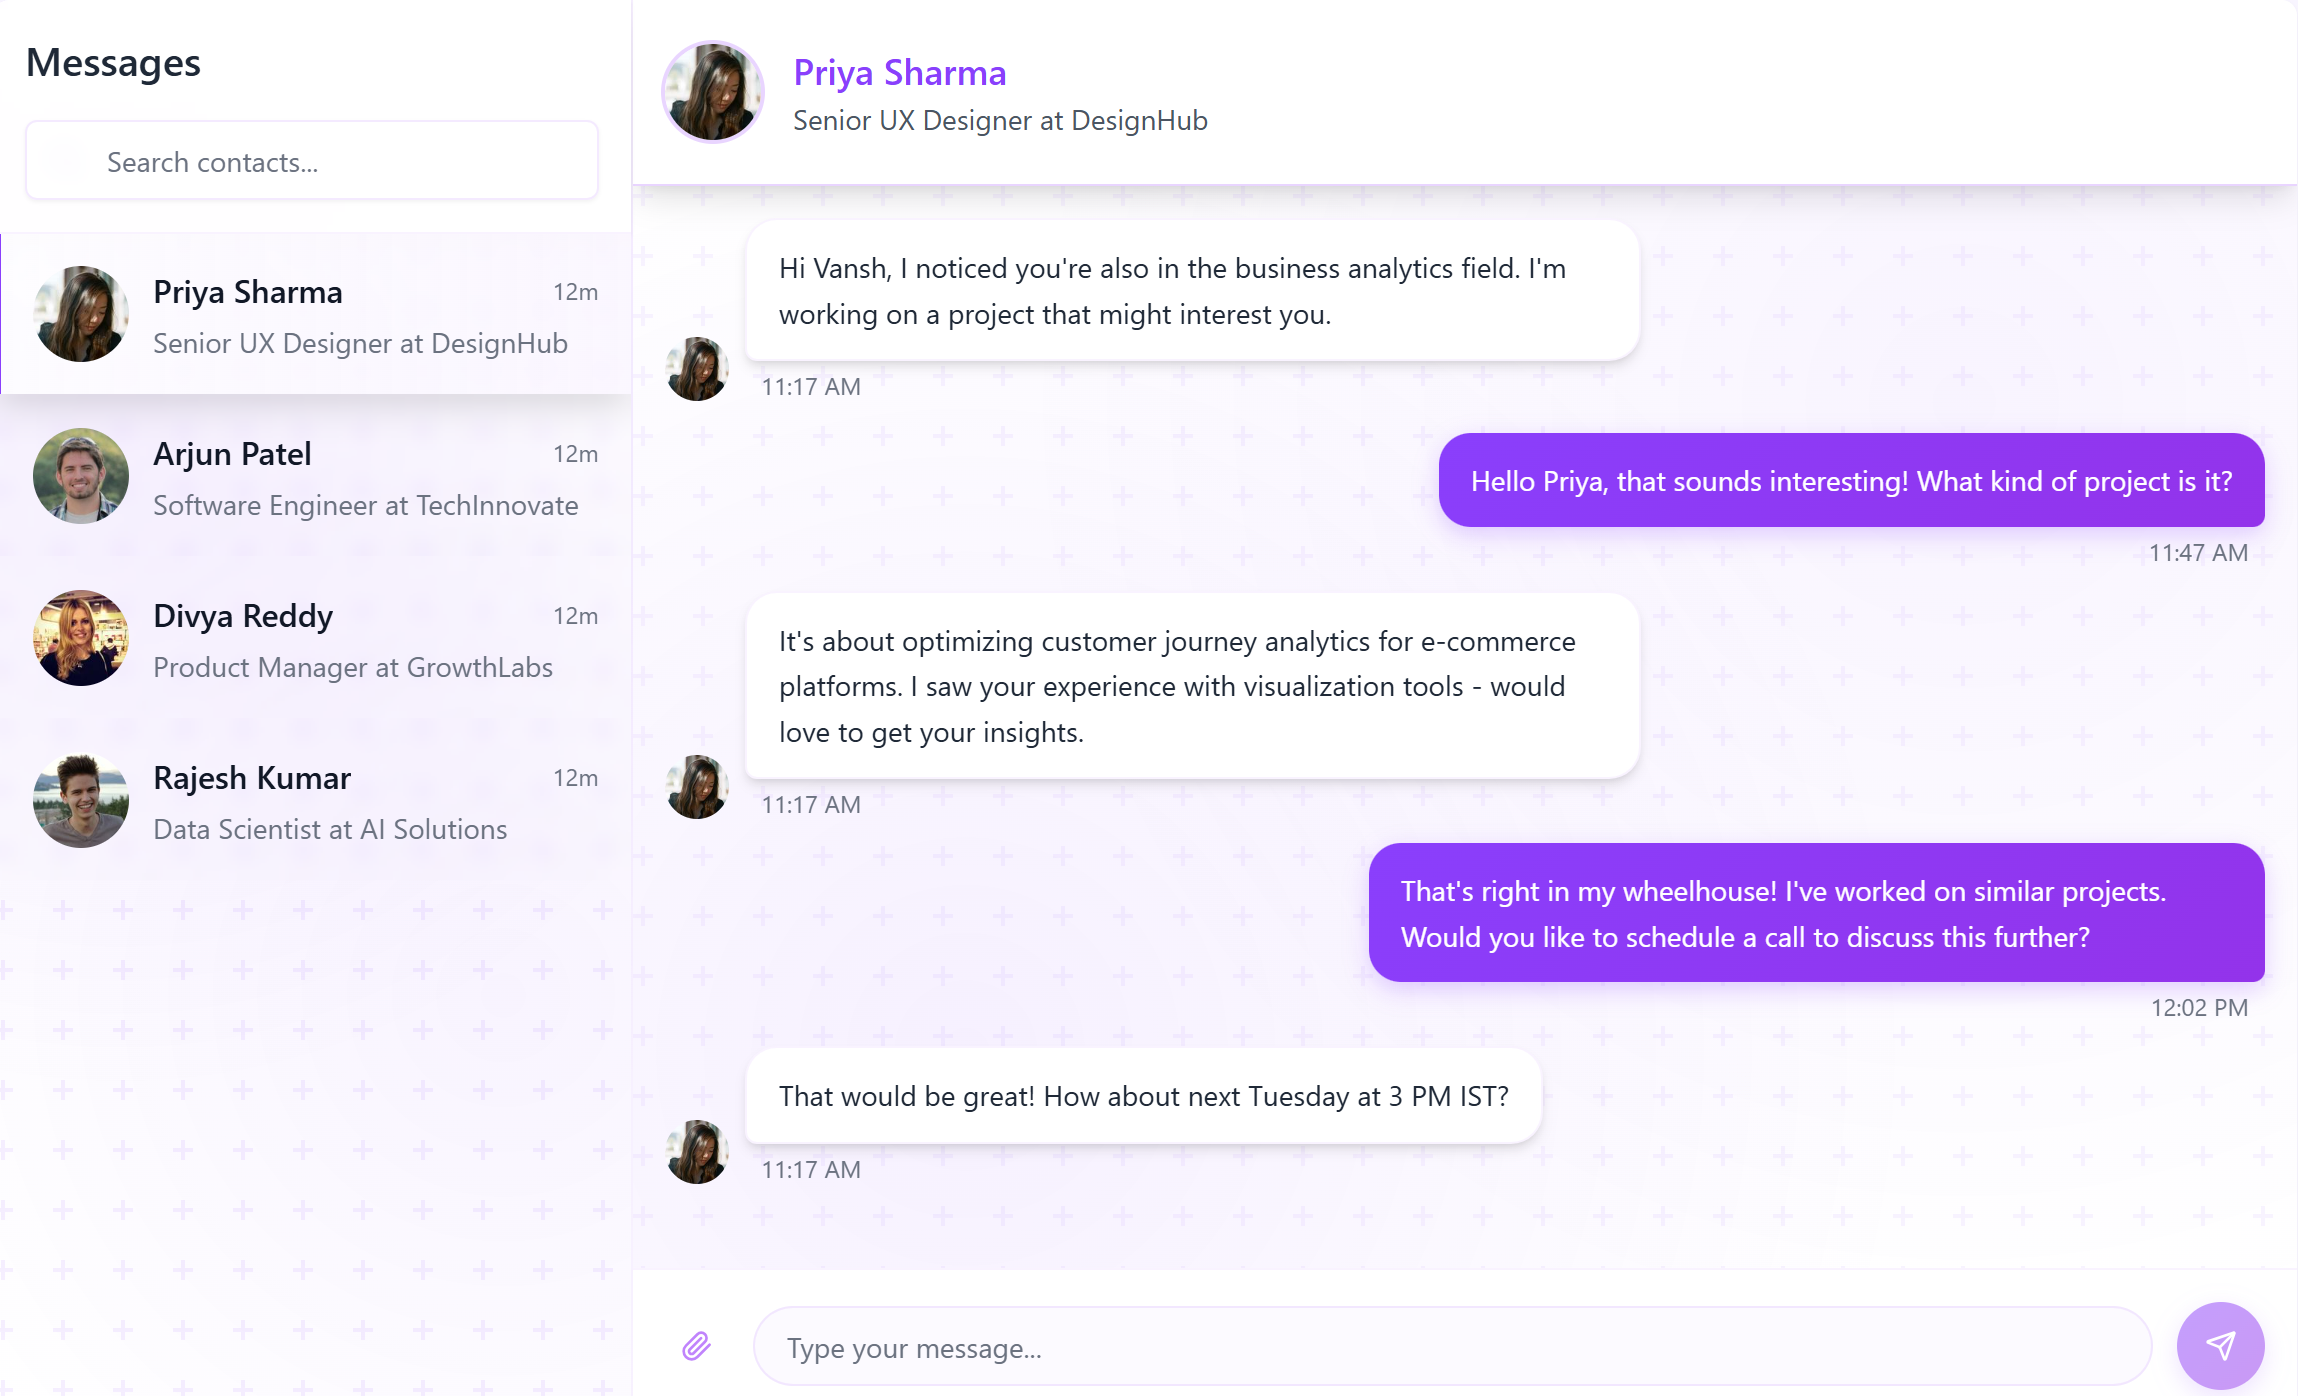 Messages
Search contacts...
Priya Sharma
12m
Senior UX Designer at DesignHub
Arjun Patel
12m
Software Engineer at TechInnovate
Divya Reddy
12m
Product Manager at GrowthLabs
Rajesh Kumar
12m
Data Scientist at AI Solutions
Priya Sharma
Senior UX Designer at DesignHub
Hi Vansh, I noticed you're also in the business analytics field. I'm
working on a project that might interest you.
11:17 AM
Hello Priya, that sounds interesting! What kind of project is it?
11:47 AM
It's about optimizing customer journey analytics for e-commerce
platforms. I saw your experience with visualization tools - would
love to get your insights.
11:17 AM
That's right in my wheelhouse! I've worked on similar projects.
Would you like to schedule a call to discuss this further?
12:02 PM
That would be great! How about next Tuesday at 3 PM IST?
11:17 AM
Type your message...